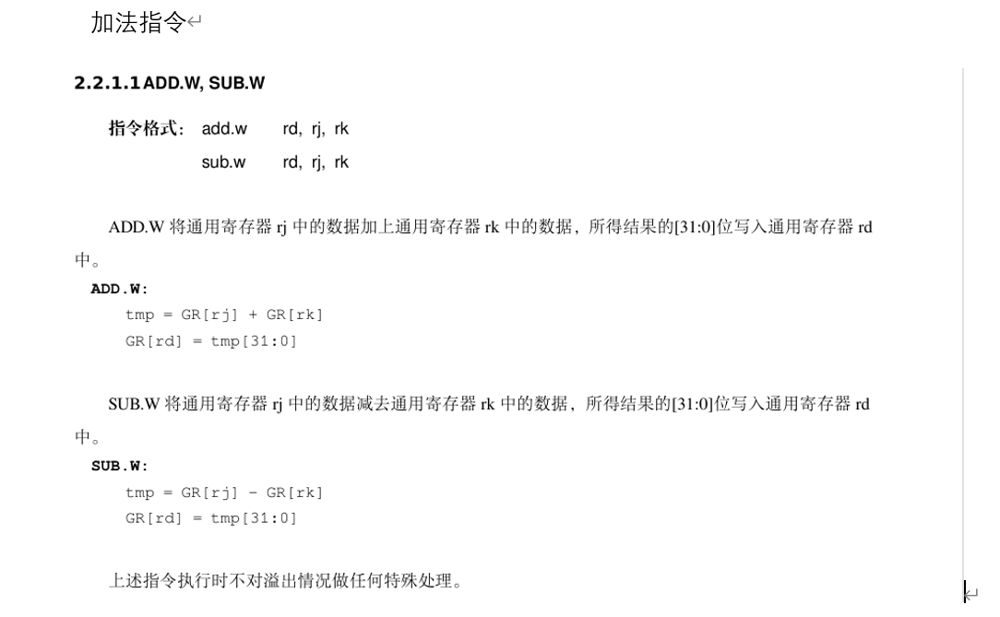 加法指令↵
2.2.1.1 ADD.W, SUB.W
指令格式： add.w rd, rj, rk
sub.w rd, rj, rk
ADD.W 将通用寄存器 rj 中的数据加上通用寄存器 rk 中的数据，所得结果的[31:0]位写入通用寄存器 rd
中。
ADD.W:
tmp = GR[rj] + GR[rk]
GR[rd] = tmp[31:0]
SUB.W 将通用寄存器 rj 中的数据减去通用寄存器 rk 中的数据，所得结果的[31:0]位写入通用寄存器 rd
中。
SUB.W:
tmp = GR[rj] - GR[rk]
GR[rd] = tmp[31:0]
上述指令执行时不对溢出情况做任何特殊处理。
↵